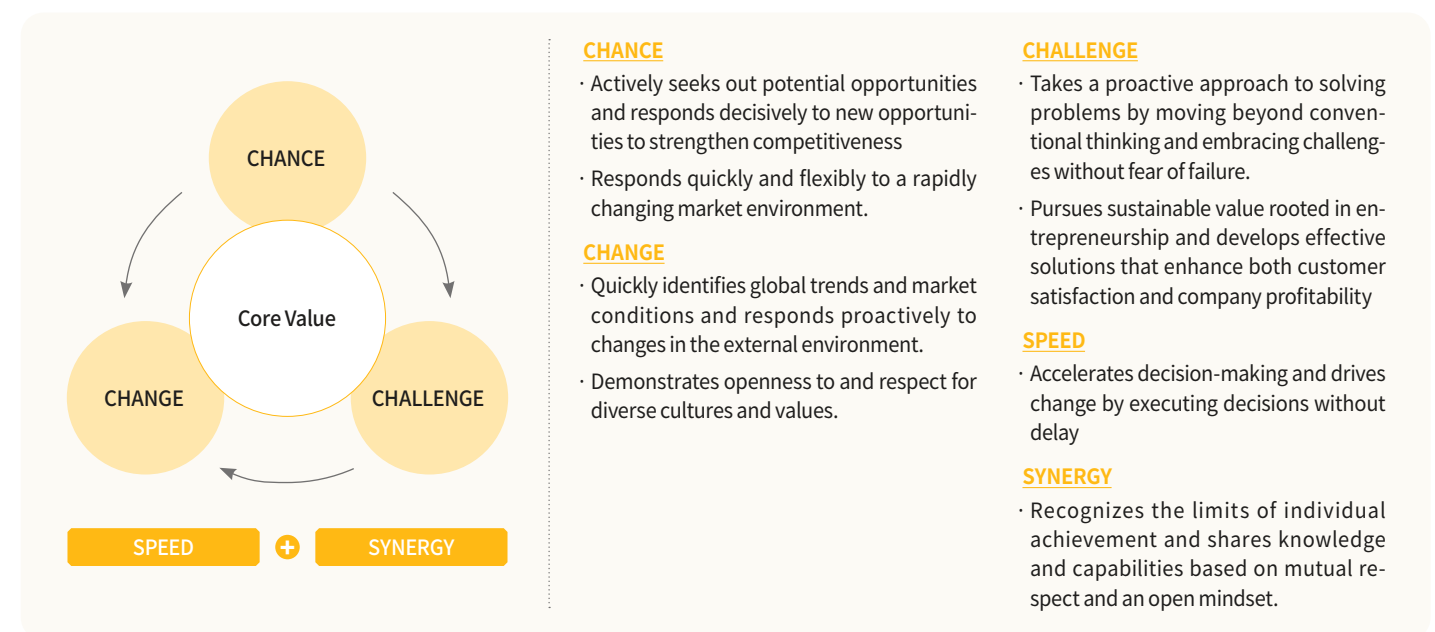 CHANCE
Core Value
CHANGE
CHALLENGE
SPEED
SYNERGY
CHANCE
· Actively seeks out potential opportunities
and responds decisively to new opportuni-
ties to strengthen competitiveness
· Responds quickly and flexibly to a rapidly
changing market environment.
CHANGE
· Quickly identifies global trends and market
conditions and responds proactively to
changes in the external environment.
· Demonstrates openness to and respect for
diverse cultures and values.
CHALLENGE
· Takes a proactive approach to solving
problems by moving beyond conven-
tional thinking and embracing challeng-
es without fear of failure.
· Pursues sustainable value rooted in en-
trepreneurship and develops effective
solutions that enhance both customer
satisfaction and company profitability
SPEED
· Accelerates decision-making and drives
change by executing decisions without
delay
SYNERGY
· Recognizes the limits of individual
achievement and shares knowledge
and capabilities based on mutual re-
spect and an open mindset.